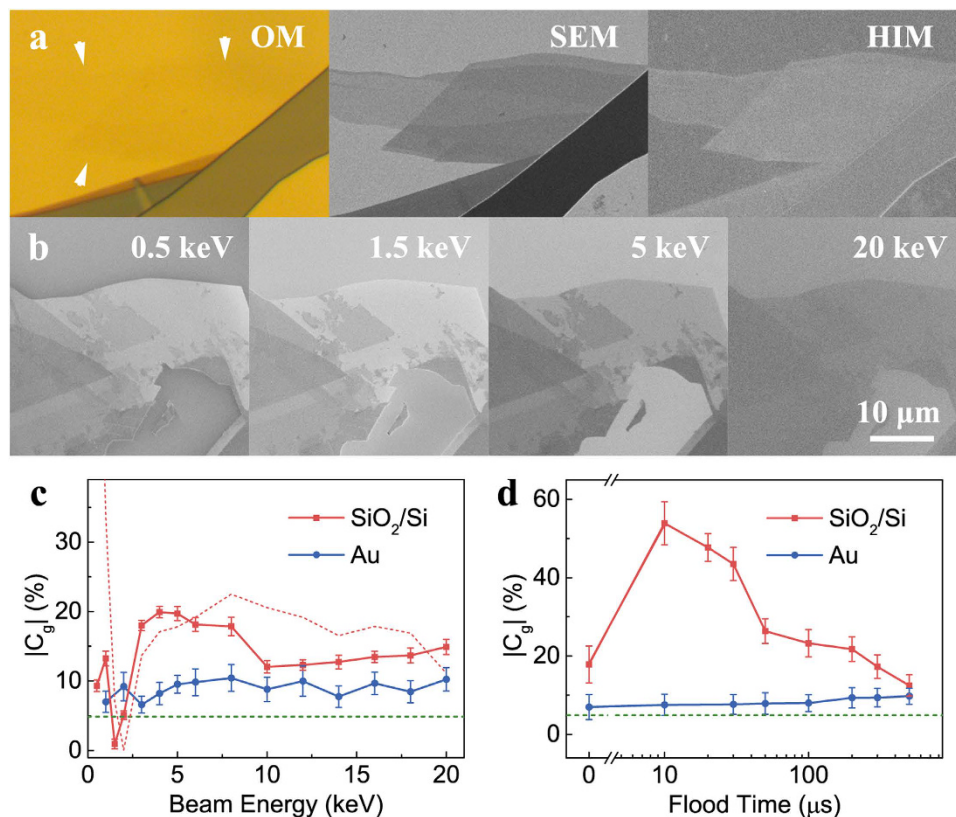 a OM SEM HIM
b 0.5 keV 1.5 keV 5 keV 20 keV
10 μm
c
SiO₂/Si
Au
|C_g| (%)
30
20
10
0
0 5 10 15 20
Beam Energy (keV)
d
SiO₂/Si
Au
|C_g| (%)
60
40
20
0
0 10 100
Flood Time (μs)